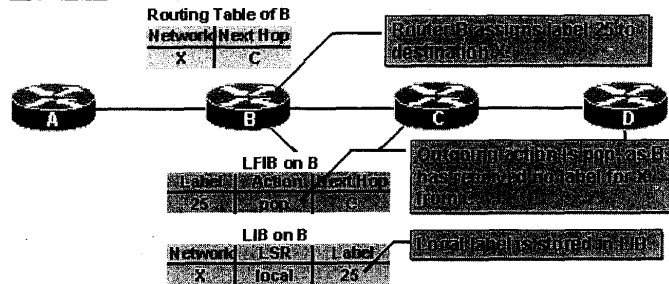 Routing Table of B
Network Next Hop
X C
Router B assigns label 25 to
destination X.
A B C D
LFIB on B
Label Action Next Hop
25 pop C
Outgoing action is pop as B
has received no label for X
from C.
LIB on B
Network LSR Label
X local 25
Local label is stored in LIB.